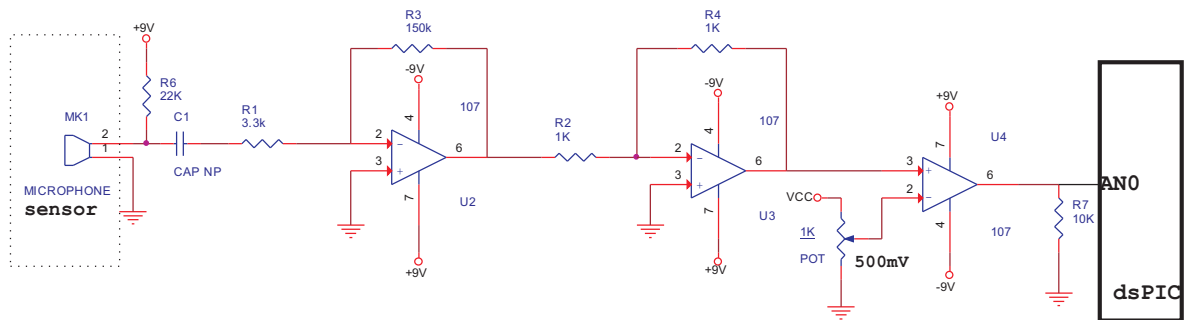 +9V
R6
22K
MK1
2
1
MICROPHONE
sensor
C1
CAP NP
R1
3.3k
R3
150k
-9V
4
107
2
3
6
7
U2
+9V
R2
1K
R4
1K
-9V
4
107
2
3
6
7
U3
+9V
VCC
1K
POT
500mV
+9V
7
U4
3
2
6
4
107
-9V
R7
10K
AN0
dsPIC